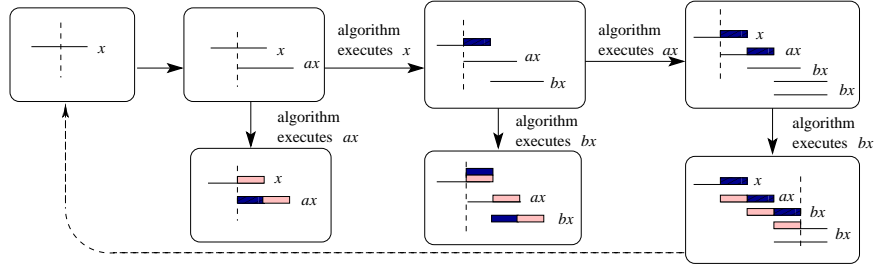 x
x
ax
algorithm
executes x
ax
bx
algorithm
executes ax
x
ax
bx
bx
algorithm
executes ax
algorithm
executes bx
algorithm
executes bx
x
ax
ax
bx
x
ax
bx
bx